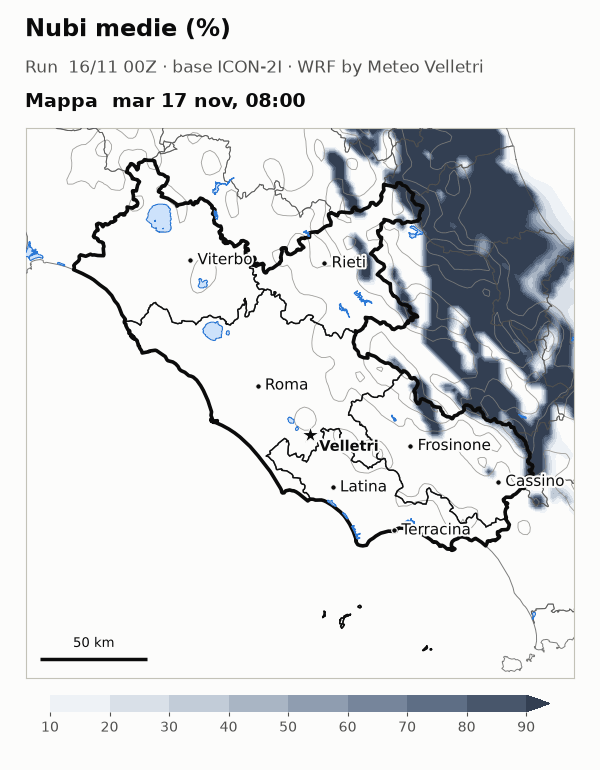 Nubi medie (%)
Run  16/11 00Z · base ICON-2I · WRF by Meteo Velletri
Mappa  mar 17 nov, 08:00
Viterbo
Rieti
Roma
Velletri
Frosinone
Cassino
Latina
Terracina
50 km
10 20 30 40 50 60 70 80 90